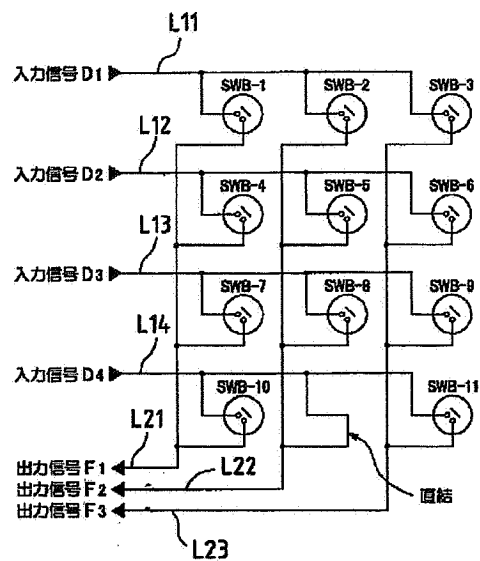 L11
入力信号 D1
SWB-1 SWB-2 SWB-3
L12
入力信号 D2
SWB-4 SWB-5 SWB-6
L13
入力信号 D3
SWB-7 SWB-8 SWB-9
L14
入力信号 D4
SWB-10 SWB-11
L21
出力信号 F1
L22
出力信号 F2
直結
出力信号 F3
L23